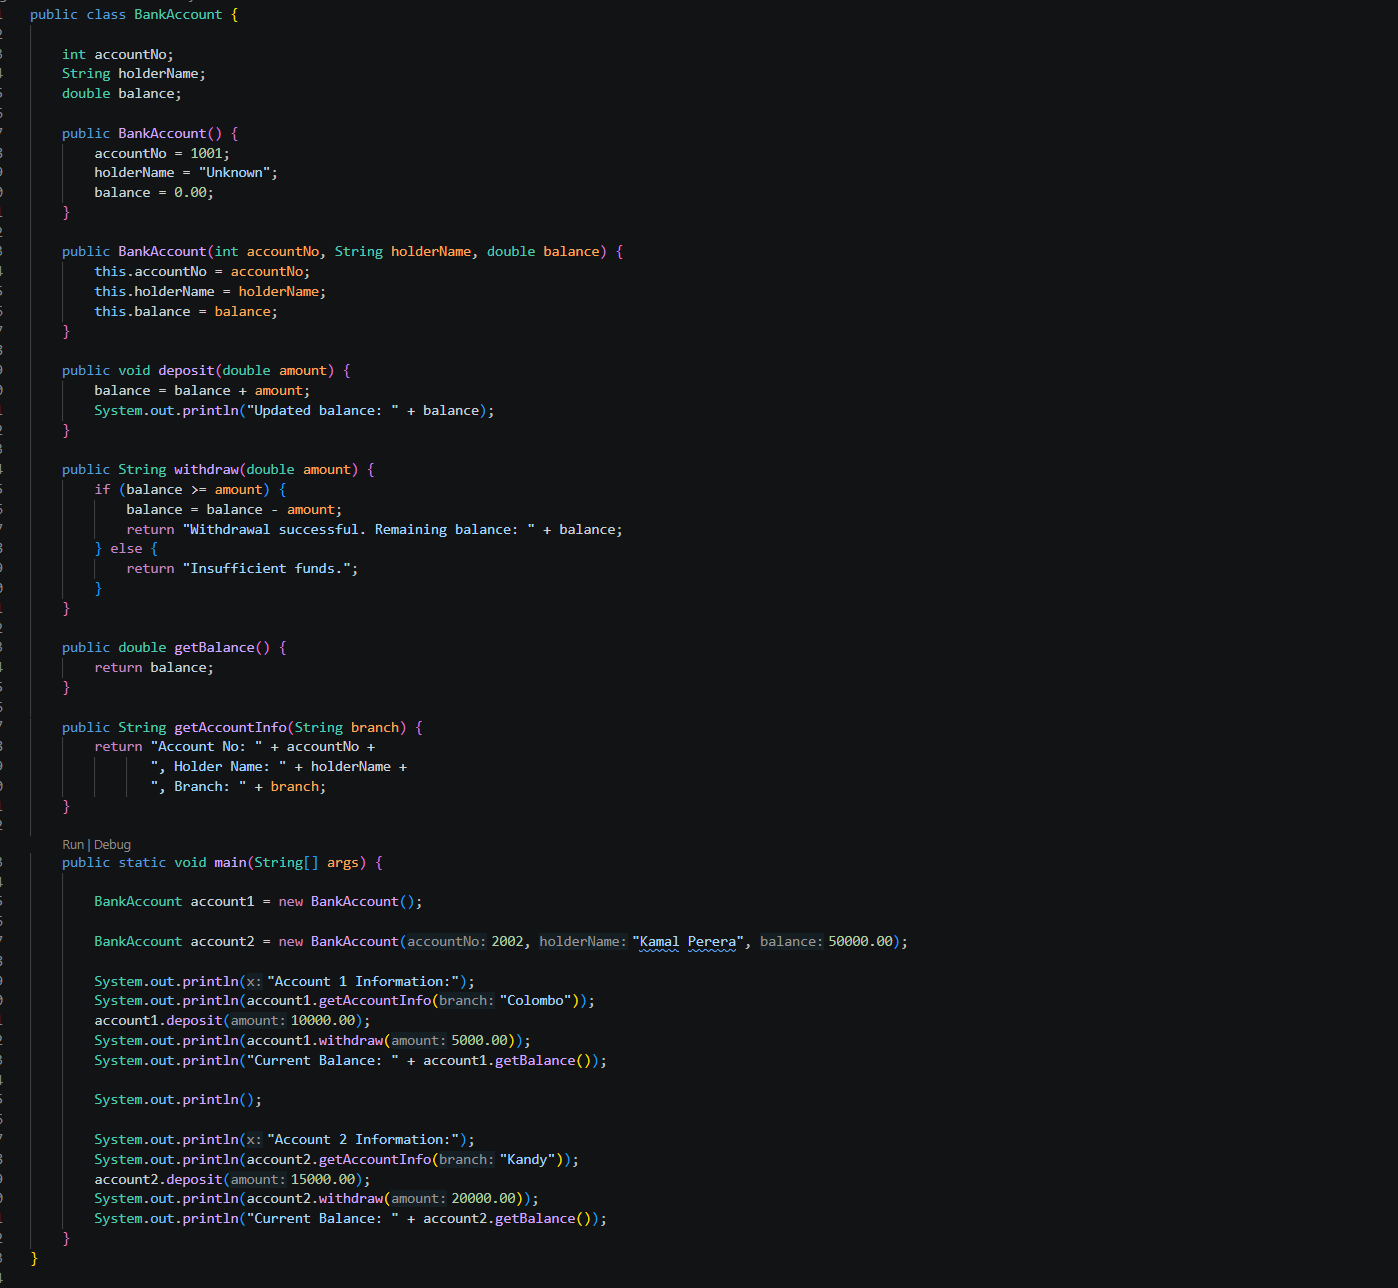 public class BankAccount {
int accountNo;
String holderName;
double balance;
public BankAccount() {
accountNo = 1001;
holderName = "Unknown";
balance = 0.00;
}
public BankAccount(int accountNo, String holderName, double balance) {
this.accountNo = accountNo;
this.holderName = holderName;
this.balance = balance;
}
public void deposit(double amount) {
balance = balance + amount;
System.out.println("Updated balance: " + balance);
}
public String withdraw(double amount) {
if (balance >= amount) {
balance = balance - amount;
return "Withdrawal successful. Remaining balance: " + balance;
} else {
return "Insufficient funds.";
}
}
public double getBalance() {
return balance;
}
public String getAccountInfo(String branch) {
return "Account No: " + accountNo +
", Holder Name: " + holderName +
", Branch: " + branch;
}
Run | Debug
public static void main(String[] args) {
BankAccount account1 = new BankAccount();
BankAccount account2 = new BankAccount(accountNo: 2002, holderName: "Kamal Perera", balance: 50000.00);
System.out.println(x: "Account 1 Information:");
System.out.println(account1.getAccountInfo(branch: "Colombo"));
account1.deposit(amount: 10000.00);
System.out.println(account1.withdraw(amount: 5000.00));
System.out.println("Current Balance: " + account1.getBalance());
System.out.println();
System.out.println(x: "Account 2 Information:");
System.out.println(account2.getAccountInfo(branch: "Kandy"));
account2.deposit(amount: 15000.00);
System.out.println(account2.withdraw(amount: 20000.00));
System.out.println("Current Balance: " + account2.getBalance());
}
}